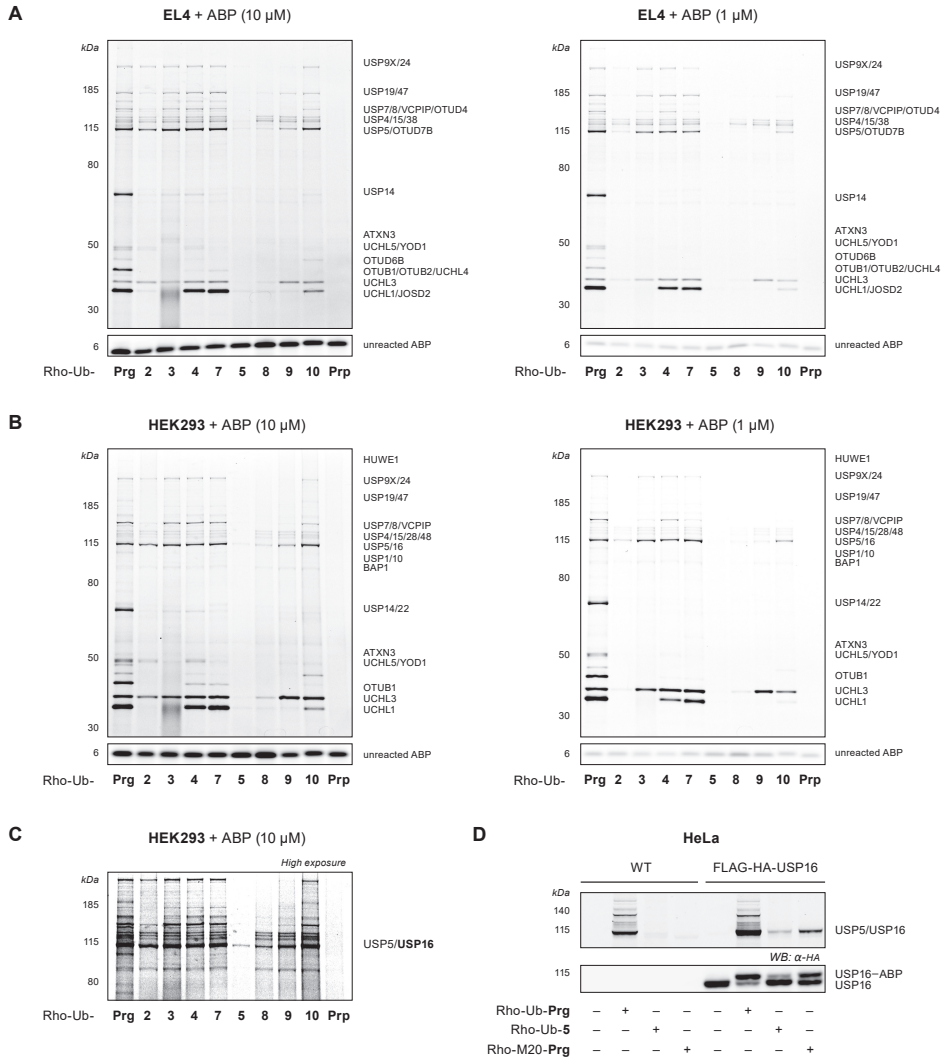 A
EL4 + ABP (10 µM)
kDa
185
115
80
50
30
6
USP9X/24
USP19/47
USP7/8/VCPIP/OTUD4
USP4/15/38
USP5/OTUD7B
USP14
ATXN3
UCHL5/YOD1
OTUD6B
OTUB1/OTUB2/UCHL4
UCHL3
UCHL1/JOSD2
unreacted ABP
Rho-Ub- Prg 2 3 4 7 5 8 9 10 Prp
EL4 + ABP (1 µM)
kDa
185
115
80
50
30
6
USP9X/24
USP19/47
USP7/8/VCPIP/OTUD4
USP4/15/38
USP5/OTUD7B
USP14
ATXN3
UCHL5/YOD1
OTUD6B
OTUB1/OTUB2/UCHL4
UCHL3
UCHL1/JOSD2
unreacted ABP
Rho-Ub- Prg 2 3 4 7 5 8 9 10 Prp
B
HEK293 + ABP (10 µM)
kDa
185
115
80
50
30
6
HUWE1
USP9X/24
USP19/47
USP7/8/VCPIP
USP4/15/28/48
USP5/16
USP1/10
BAP1
USP14/22
ATXN3
UCHL5/YOD1
OTUB1
UCHL3
UCHL1
unreacted ABP
Rho-Ub- Prg 2 3 4 7 5 8 9 10 Prp
HEK293 + ABP (1 µM)
kDa
185
115
80
50
30
6
HUWE1
USP9X/24
USP19/47
USP7/8/VCPIP
USP4/15/28/48
USP5/16
USP1/10
BAP1
USP14/22
ATXN3
UCHL5/YOD1
OTUB1
UCHL3
UCHL1
unreacted ABP
Rho-Ub- Prg 2 3 4 7 5 8 9 10 Prp
C
HEK293 + ABP (10 µM)
High exposure
kDa
185
115
80
USP5/USP16
Rho-Ub- Prg 2 3 4 7 5 8 9 10 Prp
D
HeLa
WT FLAG-HA-USP16
kDa
140
115
USP5/USP16
WB: α-HA
115
USP16–ABP
USP16
Rho-Ub-Prg – + – – – + – –
Rho-Ub-5 – – + – – – + –
Rho-M20-Prg – – – + – – – +